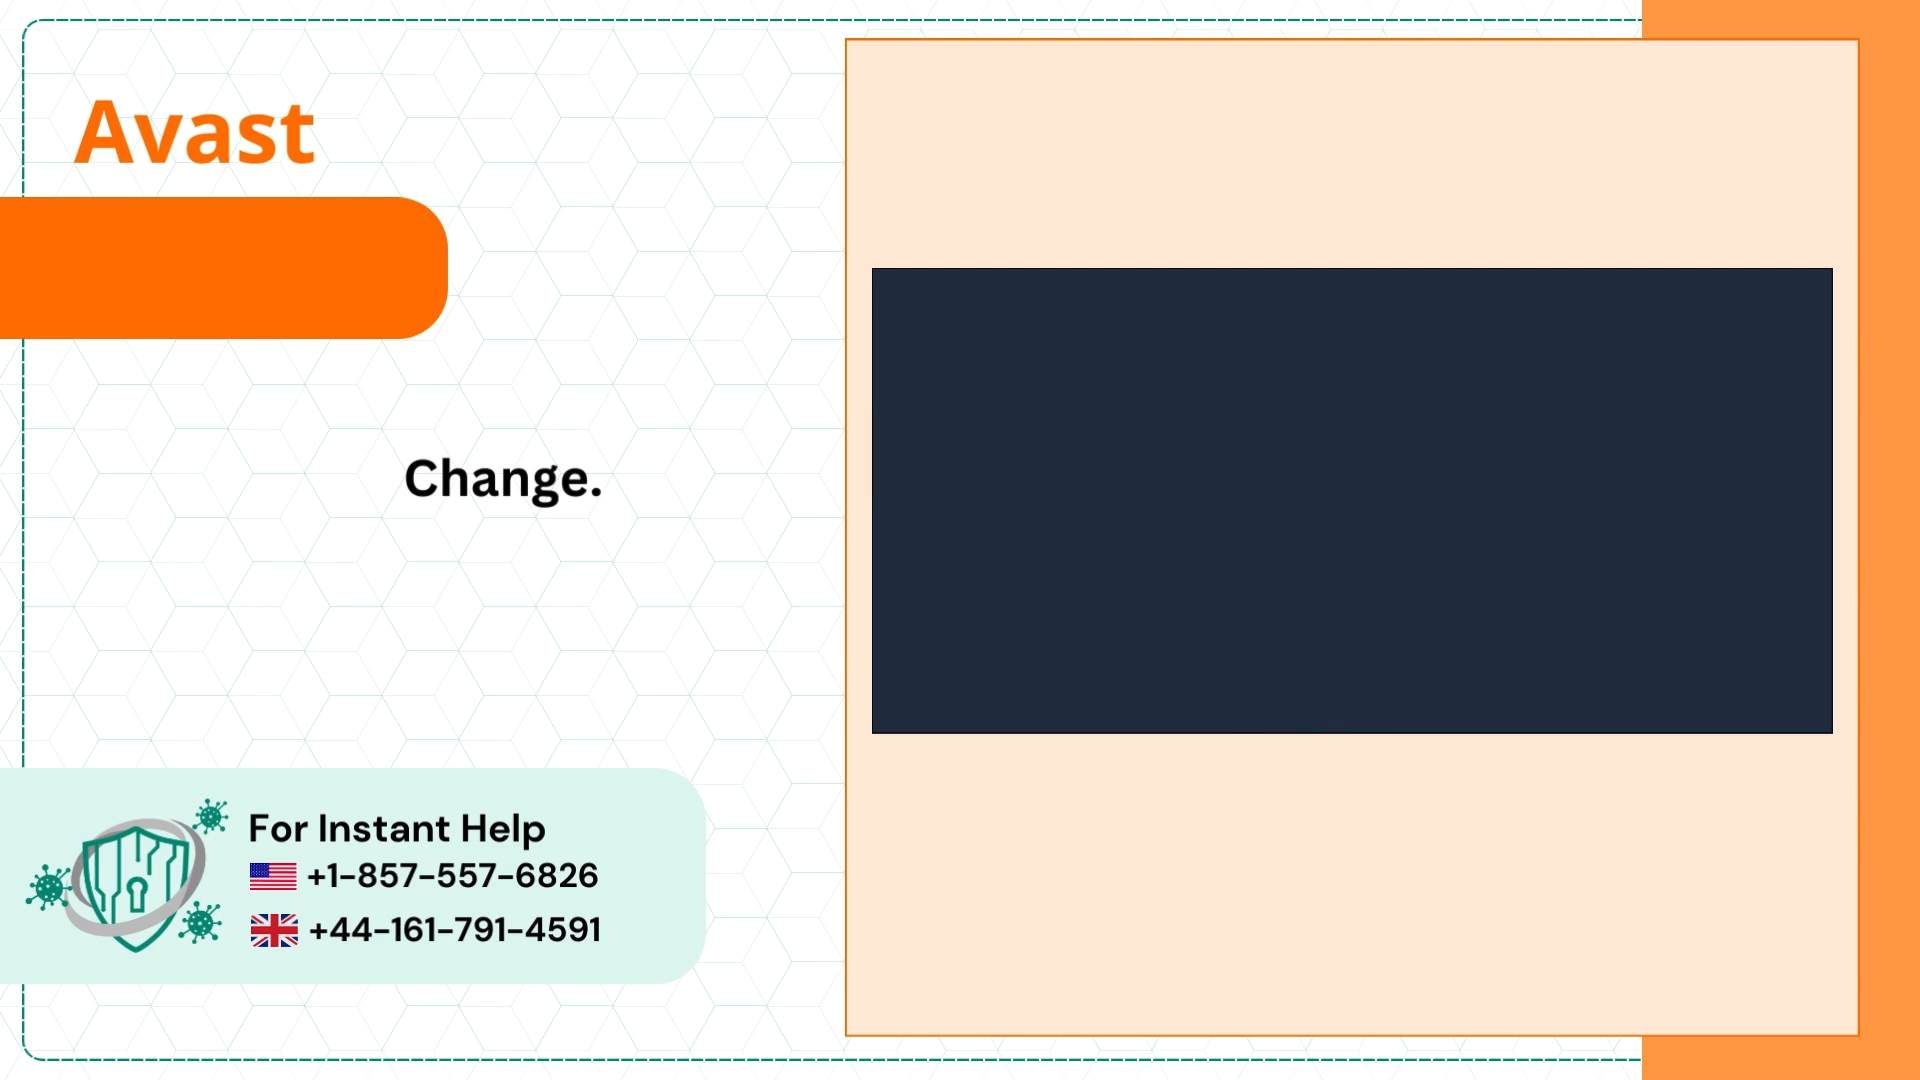 Avast
Change.
For Instant Help
+1-857-557-6826
+44-161-791-4591